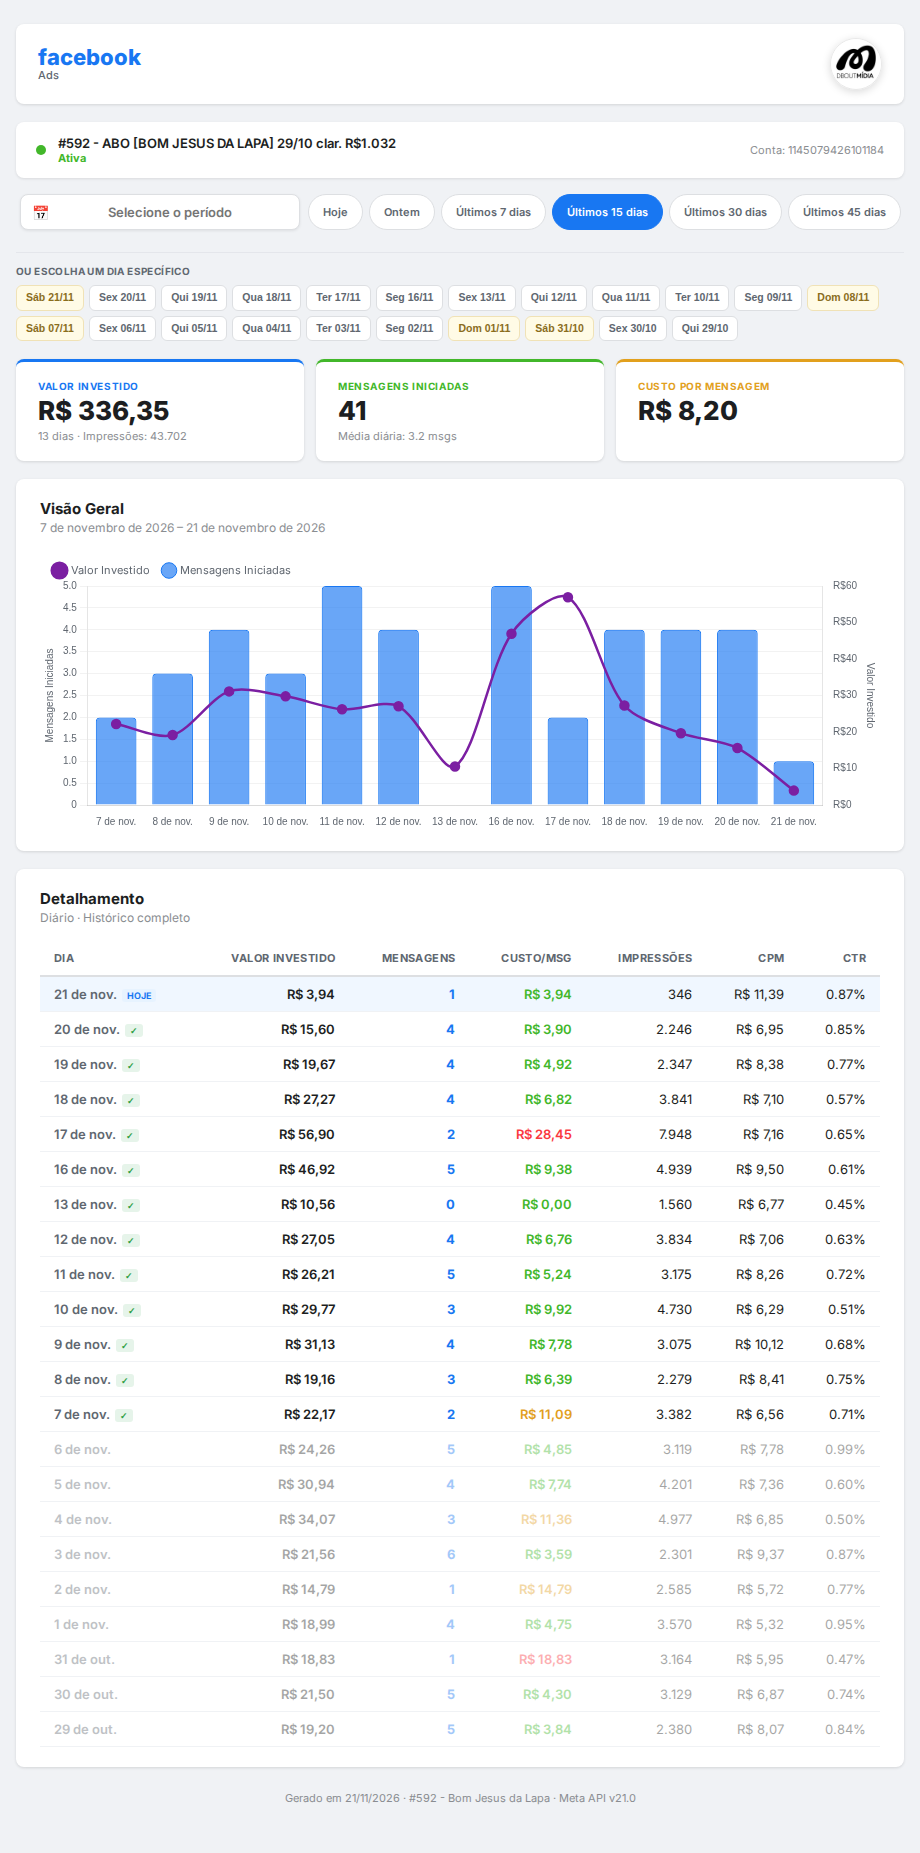 facebook
Ads
DBOUTMÍDIA
#592 - ABO [BOM JESUS DA LAPA] 29/10 clar. R$1.032
Ativa
Conta: 1145079426101184
📅 Selecione o período
Hoje Ontem Últimos 7 dias Últimos 15 dias Últimos 30 dias Últimos 45 dias
OU ESCOLHA UM DIA ESPECÍFICO
Sáb 21/11 Sex 20/11 Qui 19/11 Qua 18/11 Ter 17/11 Seg 16/11 Sex 13/11 Qui 12/11 Qua 11/11 Ter 10/11 Seg 09/11 Dom 08/11
Sáb 07/11 Sex 06/11 Qui 05/11 Qua 04/11 Ter 03/11 Seg 02/11 Dom 01/11 Sáb 31/10 Sex 30/10 Qui 29/10
VALOR INVESTIDO
R$ 336,35
13 dias · Impressões: 43.702
MENSAGENS INICIADAS
41
Média diária: 3.2 msgs
CUSTO POR MENSAGEM
R$ 8,20
Visão Geral
7 de novembro de 2026 – 21 de novembro de 2026
Valor Investido Mensagens Iniciadas
Mensagens Iniciadas
5.0
4.5
4.0
3.5
3.0
2.5
2.0
1.5
1.0
0.5
0
R$60
R$50
R$40
R$30
R$20
R$10
R$0
Valor Investido
7 de nov. 8 de nov. 9 de nov. 10 de nov. 11 de nov. 12 de nov. 13 de nov. 16 de nov. 17 de nov. 18 de nov. 19 de nov. 20 de nov. 21 de nov.
Detalhamento
Diário · Histórico completo
DIA VALOR INVESTIDO MENSAGENS CUSTO/MSG IMPRESSÕES CPM CTR
21 de nov. HOJE R$ 3,94 1 R$ 3,94 346 R$ 11,39 0.87%
20 de nov. ✓ R$ 15,60 4 R$ 3,90 2.246 R$ 6,95 0.85%
19 de nov. ✓ R$ 19,67 4 R$ 4,92 2.347 R$ 8,38 0.77%
18 de nov. ✓ R$ 27,27 4 R$ 6,82 3.841 R$ 7,10 0.57%
17 de nov. ✓ R$ 56,90 2 R$ 28,45 7.948 R$ 7,16 0.65%
16 de nov. ✓ R$ 46,92 5 R$ 9,38 4.939 R$ 9,50 0.61%
13 de nov. ✓ R$ 10,56 0 R$ 0,00 1.560 R$ 6,77 0.45%
12 de nov. ✓ R$ 27,05 4 R$ 6,76 3.834 R$ 7,06 0.63%
11 de nov. ✓ R$ 26,21 5 R$ 5,24 3.175 R$ 8,26 0.72%
10 de nov. ✓ R$ 29,77 3 R$ 9,92 4.730 R$ 6,29 0.51%
9 de nov. ✓ R$ 31,13 4 R$ 7,78 3.075 R$ 10,12 0.68%
8 de nov. ✓ R$ 19,16 3 R$ 6,39 2.279 R$ 8,41 0.75%
7 de nov. ✓ R$ 22,17 2 R$ 11,09 3.382 R$ 6,56 0.71%
6 de nov. R$ 24,26 5 R$ 4,85 3.119 R$ 7,78 0.99%
5 de nov. R$ 30,94 4 R$ 7,74 4.201 R$ 7,36 0.60%
4 de nov. R$ 34,07 3 R$ 11,36 4.977 R$ 6,85 0.50%
3 de nov. R$ 21,56 6 R$ 3,59 2.301 R$ 9,37 0.87%
2 de nov. R$ 14,79 1 R$ 14,79 2.585 R$ 5,72 0.77%
1 de nov. R$ 18,99 4 R$ 4,75 3.570 R$ 5,32 0.95%
31 de out. R$ 18,83 1 R$ 18,83 3.164 R$ 5,95 0.47%
30 de out. R$ 21,50 5 R$ 4,30 3.129 R$ 6,87 0.74%
29 de out. R$ 19,20 5 R$ 3,84 2.380 R$ 8,07 0.84%
Gerado em 21/11/2026 · #592 - Bom Jesus da Lapa · Meta API v21.0